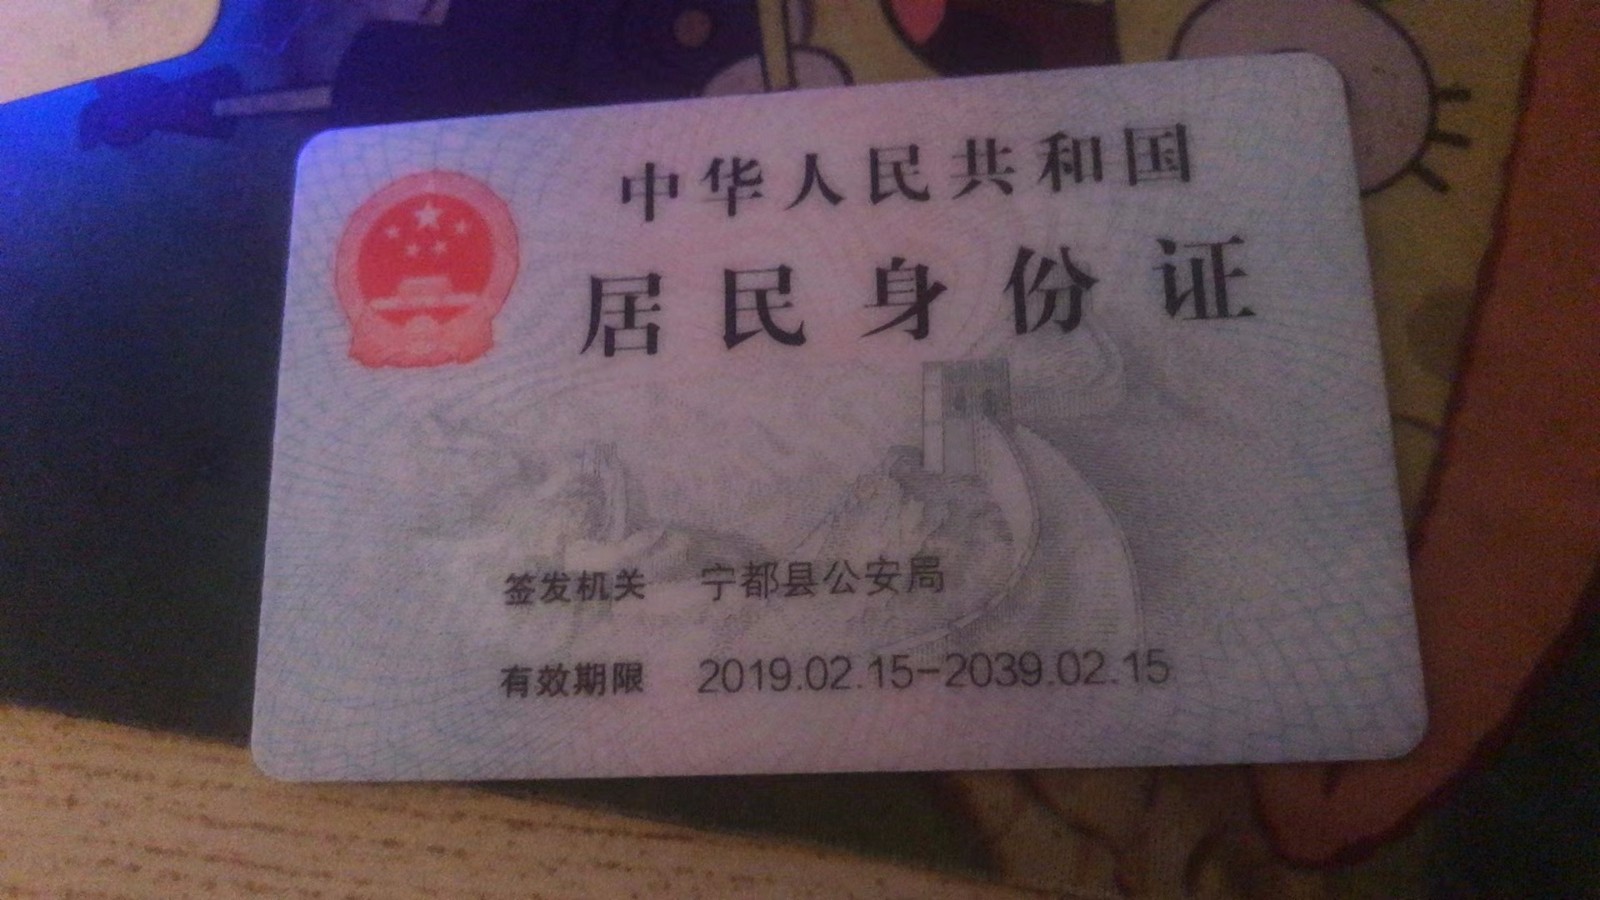 中华人民共和国
居民身份证
签发机关 宁都县公安局
有效期限 2019.02.15-2039.02.15